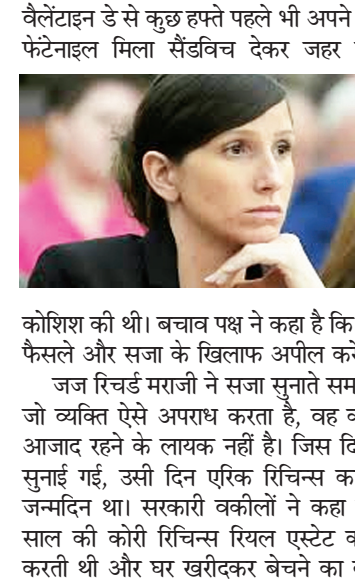 वैलेंटाइन डे से कुछ हफ्ते पहले भी अपने
फेंटेनाइल मिला सैंडविच देकर जहर
कोशिश की थी। बचाव पक्ष ने कहा है कि
फैसले और सजा के खिलाफ अपील
जज रिचर्ड मराजी ने सजा सुनाते
जो व्यक्ति ऐसे अपराध करता है, वह
आजाद रहने के लायक नहीं है। जिस
सुनाई गई, उसी दिन एरिक रिचिन्स
जन्मदिन था। सरकारी वकीलों ने कहा
साल की कोरी रिचिन्स रियल एस्टेट
करती थी और घर खरीदकर बेचने का